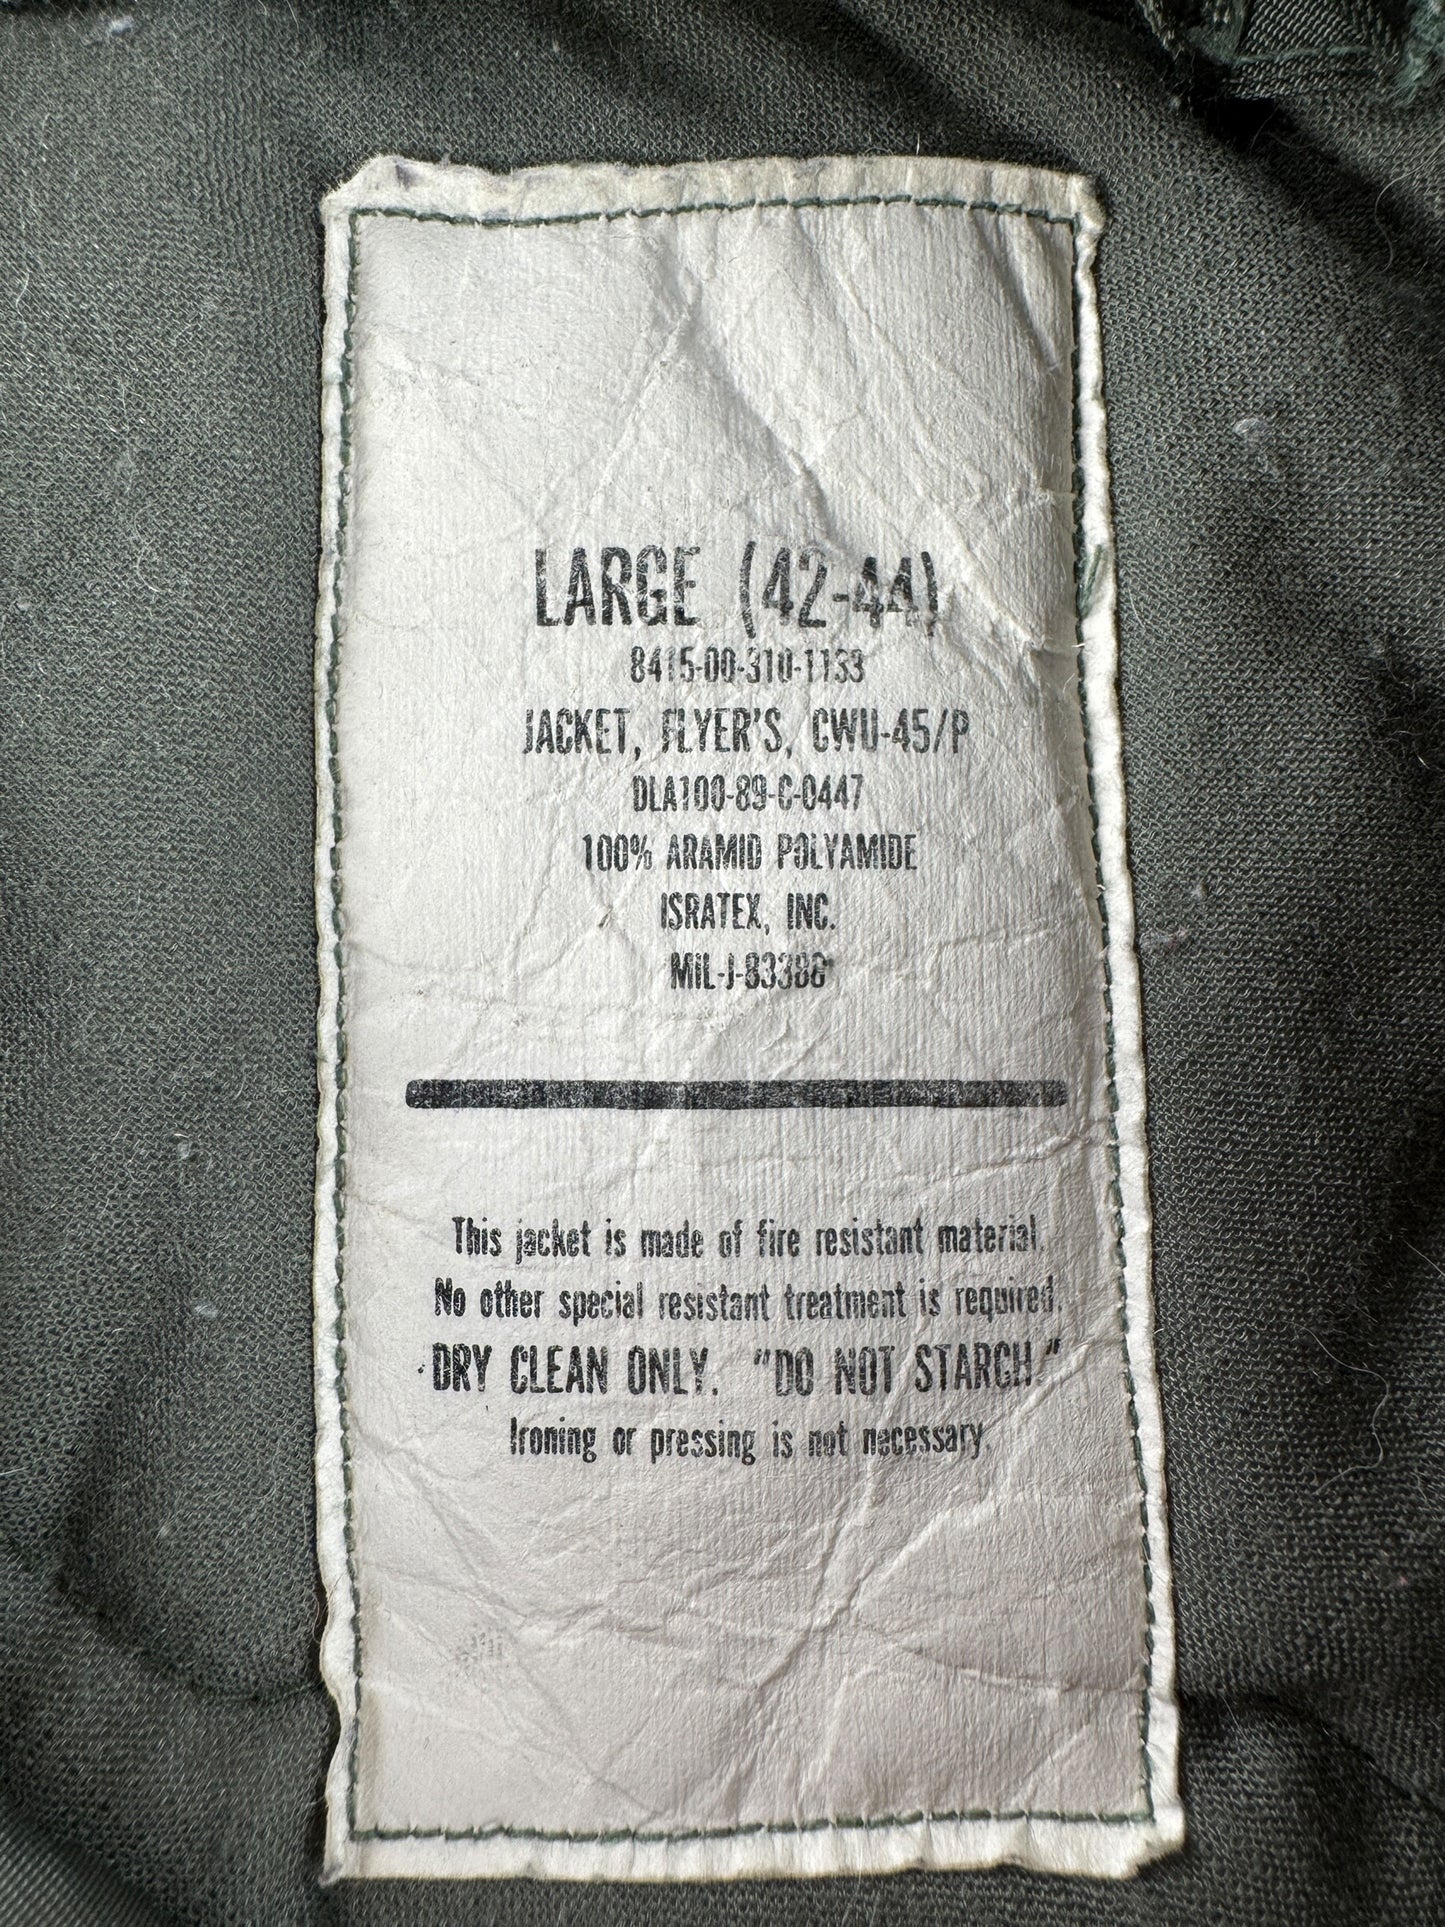 LARGE (42-44)
8415-00-310-1133
JACKET, FLYER'S, CWU-45/P
DLA100-89-C-0447
100% ARAMID POLYAMIDE
ISRATEX, INC.
MIL-J-83388
This jacket is made of fire resistant material.
No other special resistant treatment is required.
DRY CLEAN ONLY. "DO NOT STARCH."
Ironing or pressing is not necessary.